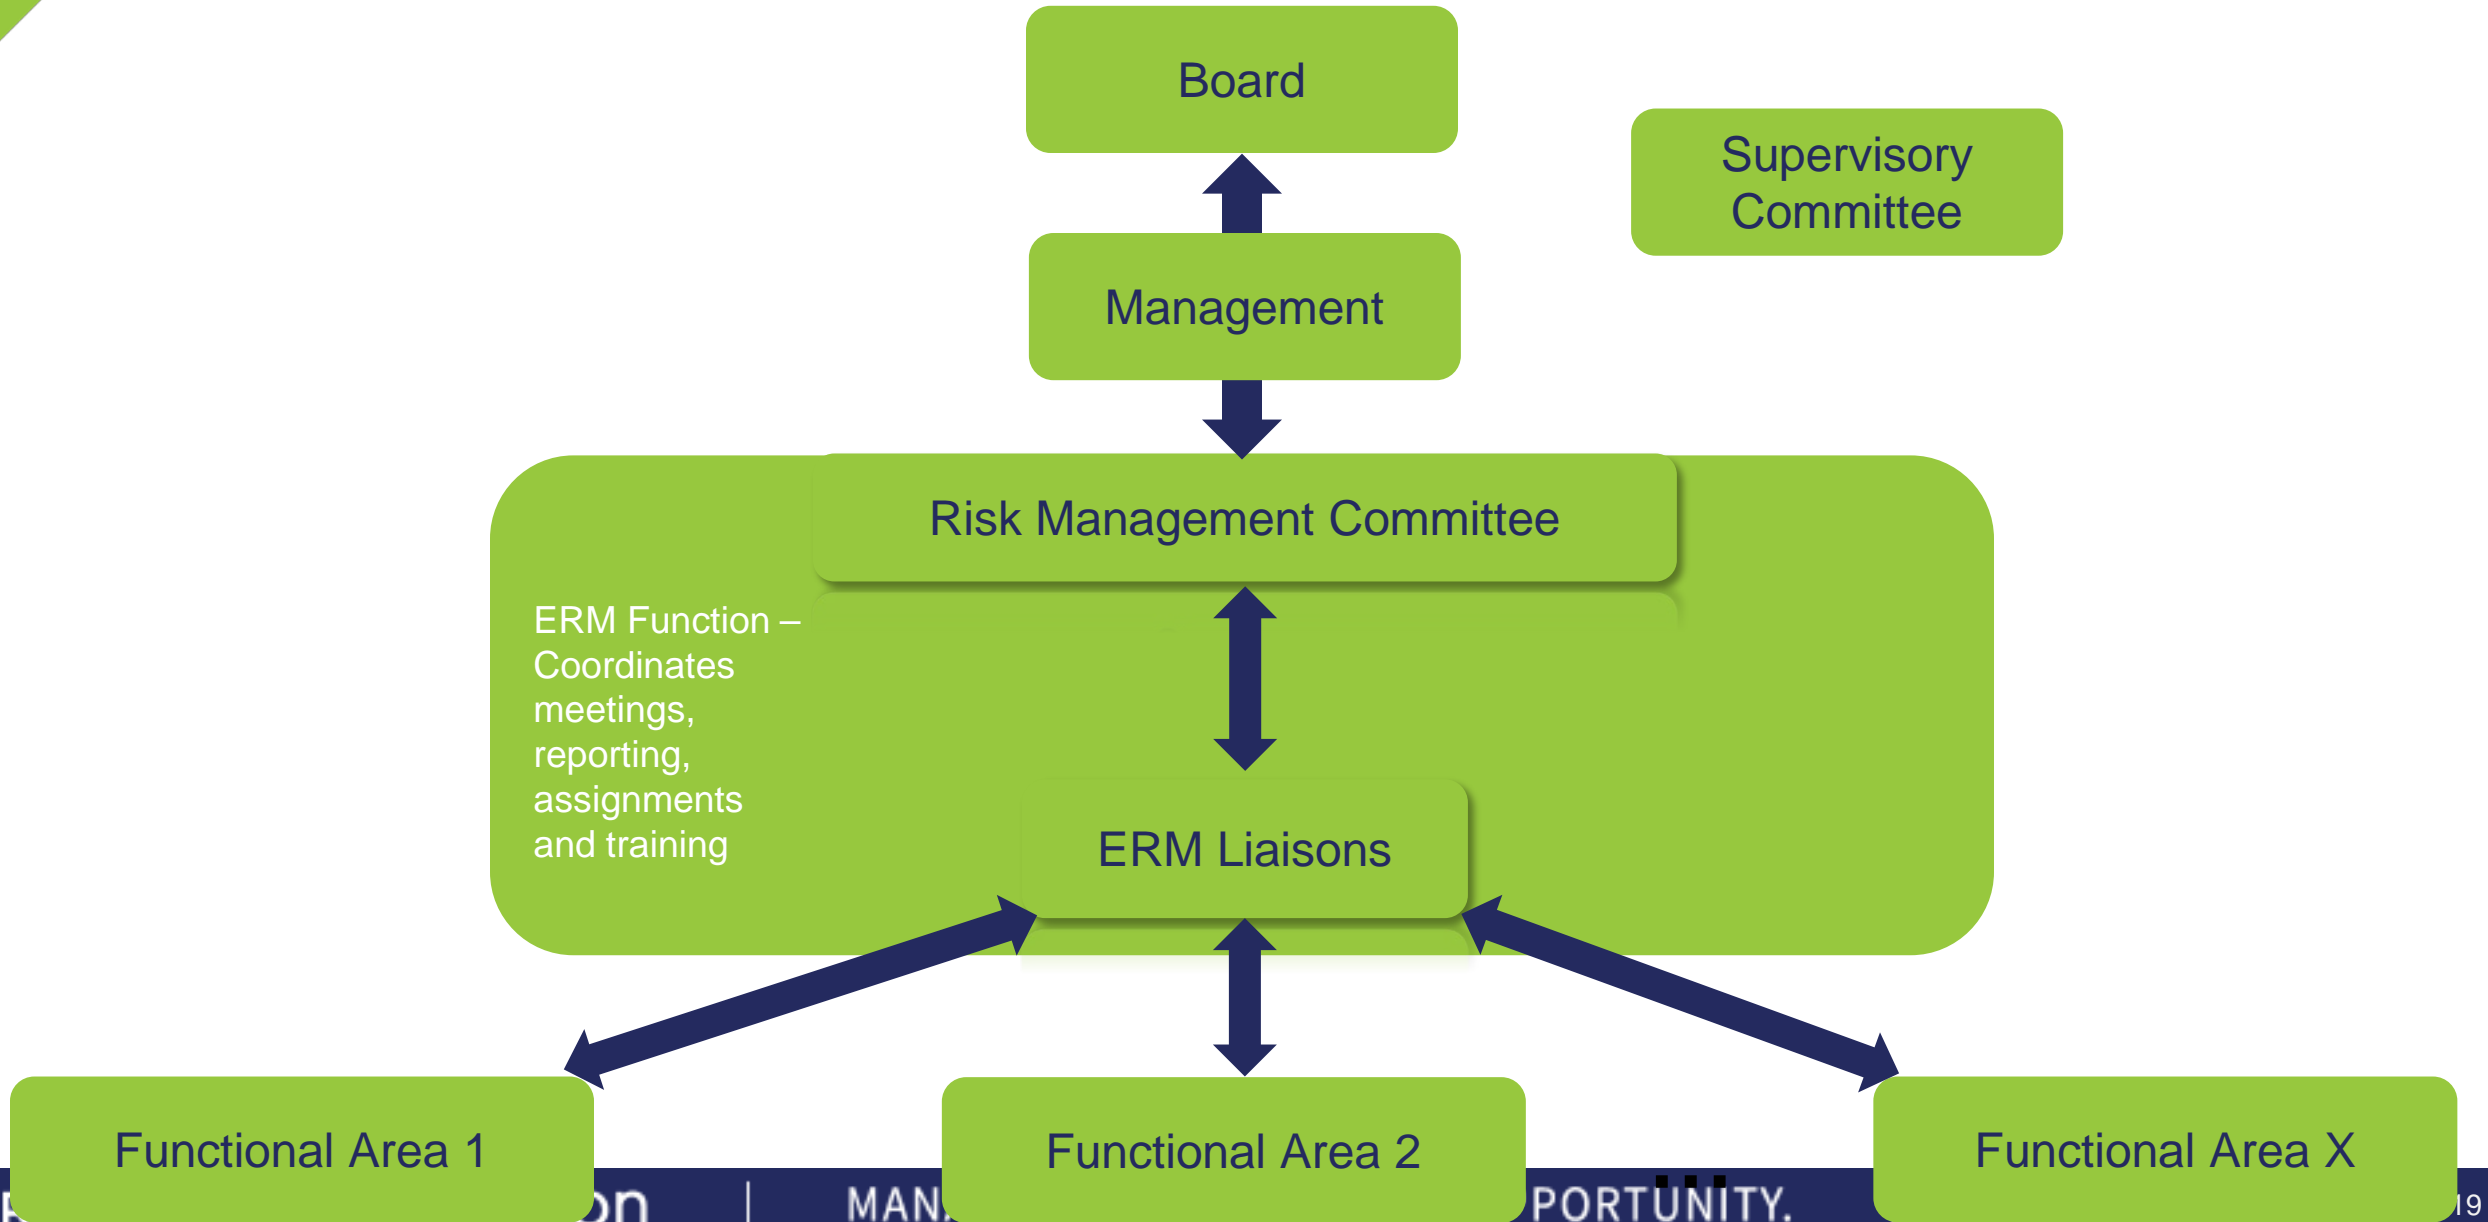 Board
Supervisory
Committee
Management
Risk Management Committee
ERM Function –
Coordinates
meetings,
reporting,
assignments
and training
ERM Liaisons
Functional Area 1
Functional Area 2
...
Functional Area X
19